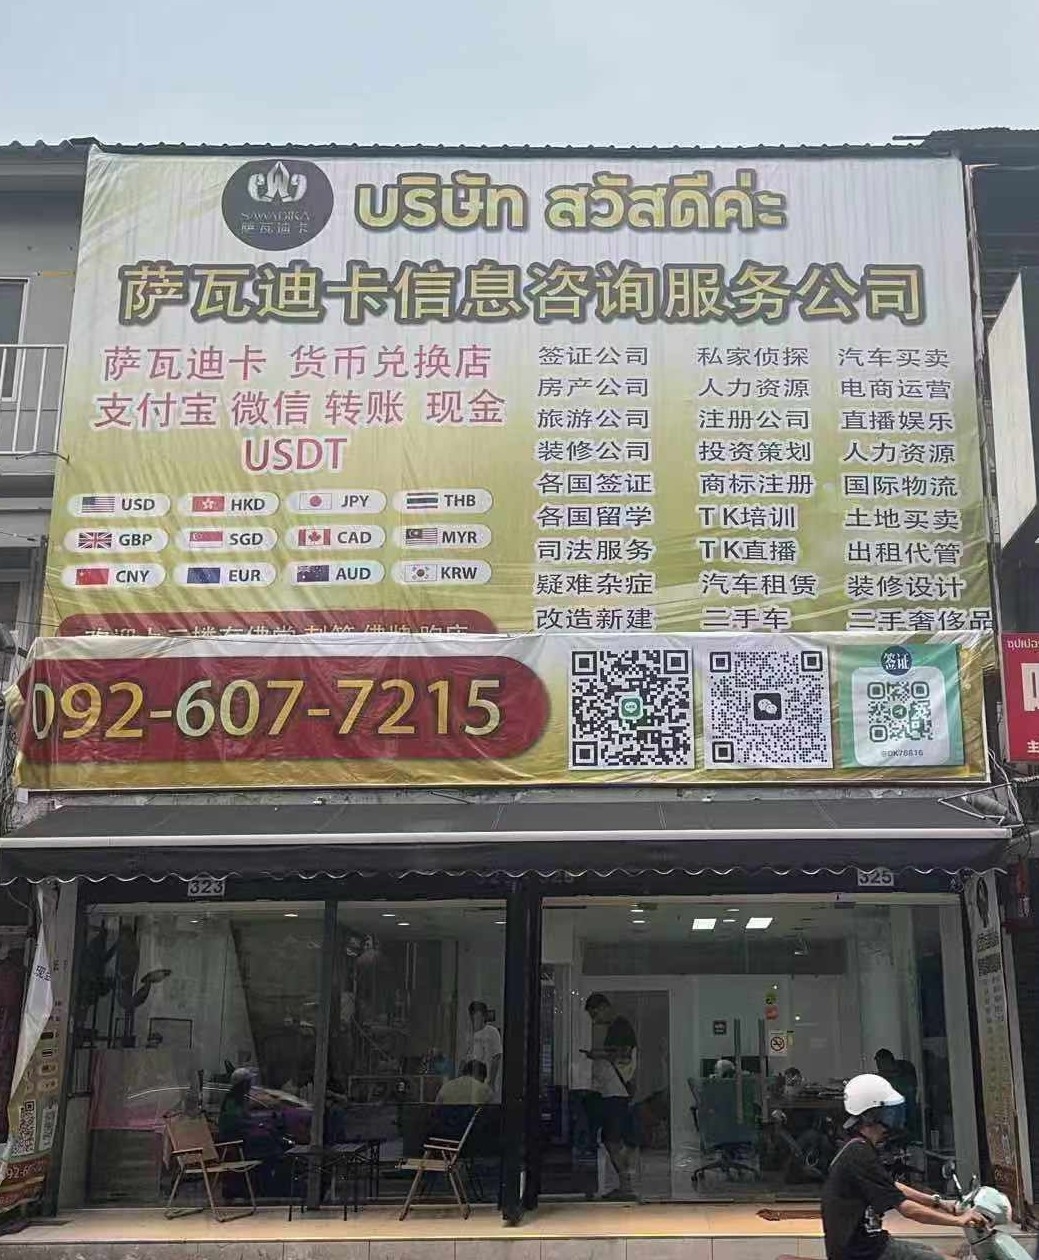 SAWADIKA
萨瓦迪卡
บริษัท สวัสดีค่ะ
萨瓦迪卡信息咨询服务公司
萨瓦迪卡 货币兑换店
支付宝 微信 转账 现金
USDT
USD HKD JPY THB
GBP SGD CAD MYR
CNY EUR AUD KRW
签证公司 私家侦探 汽车买卖
房产公司 人力资源 电商运营
旅游公司 注册公司 直播娱乐
装修公司 投资策划 人力资源
各国签证 商标注册 国际物流
各国留学 TK培训 土地买卖
司法服务 TK直播 出租代管
疑难杂症 汽车租赁 装修设计
改造新建 二手车 二手奢侈品
092-607-7215
签证
323
325